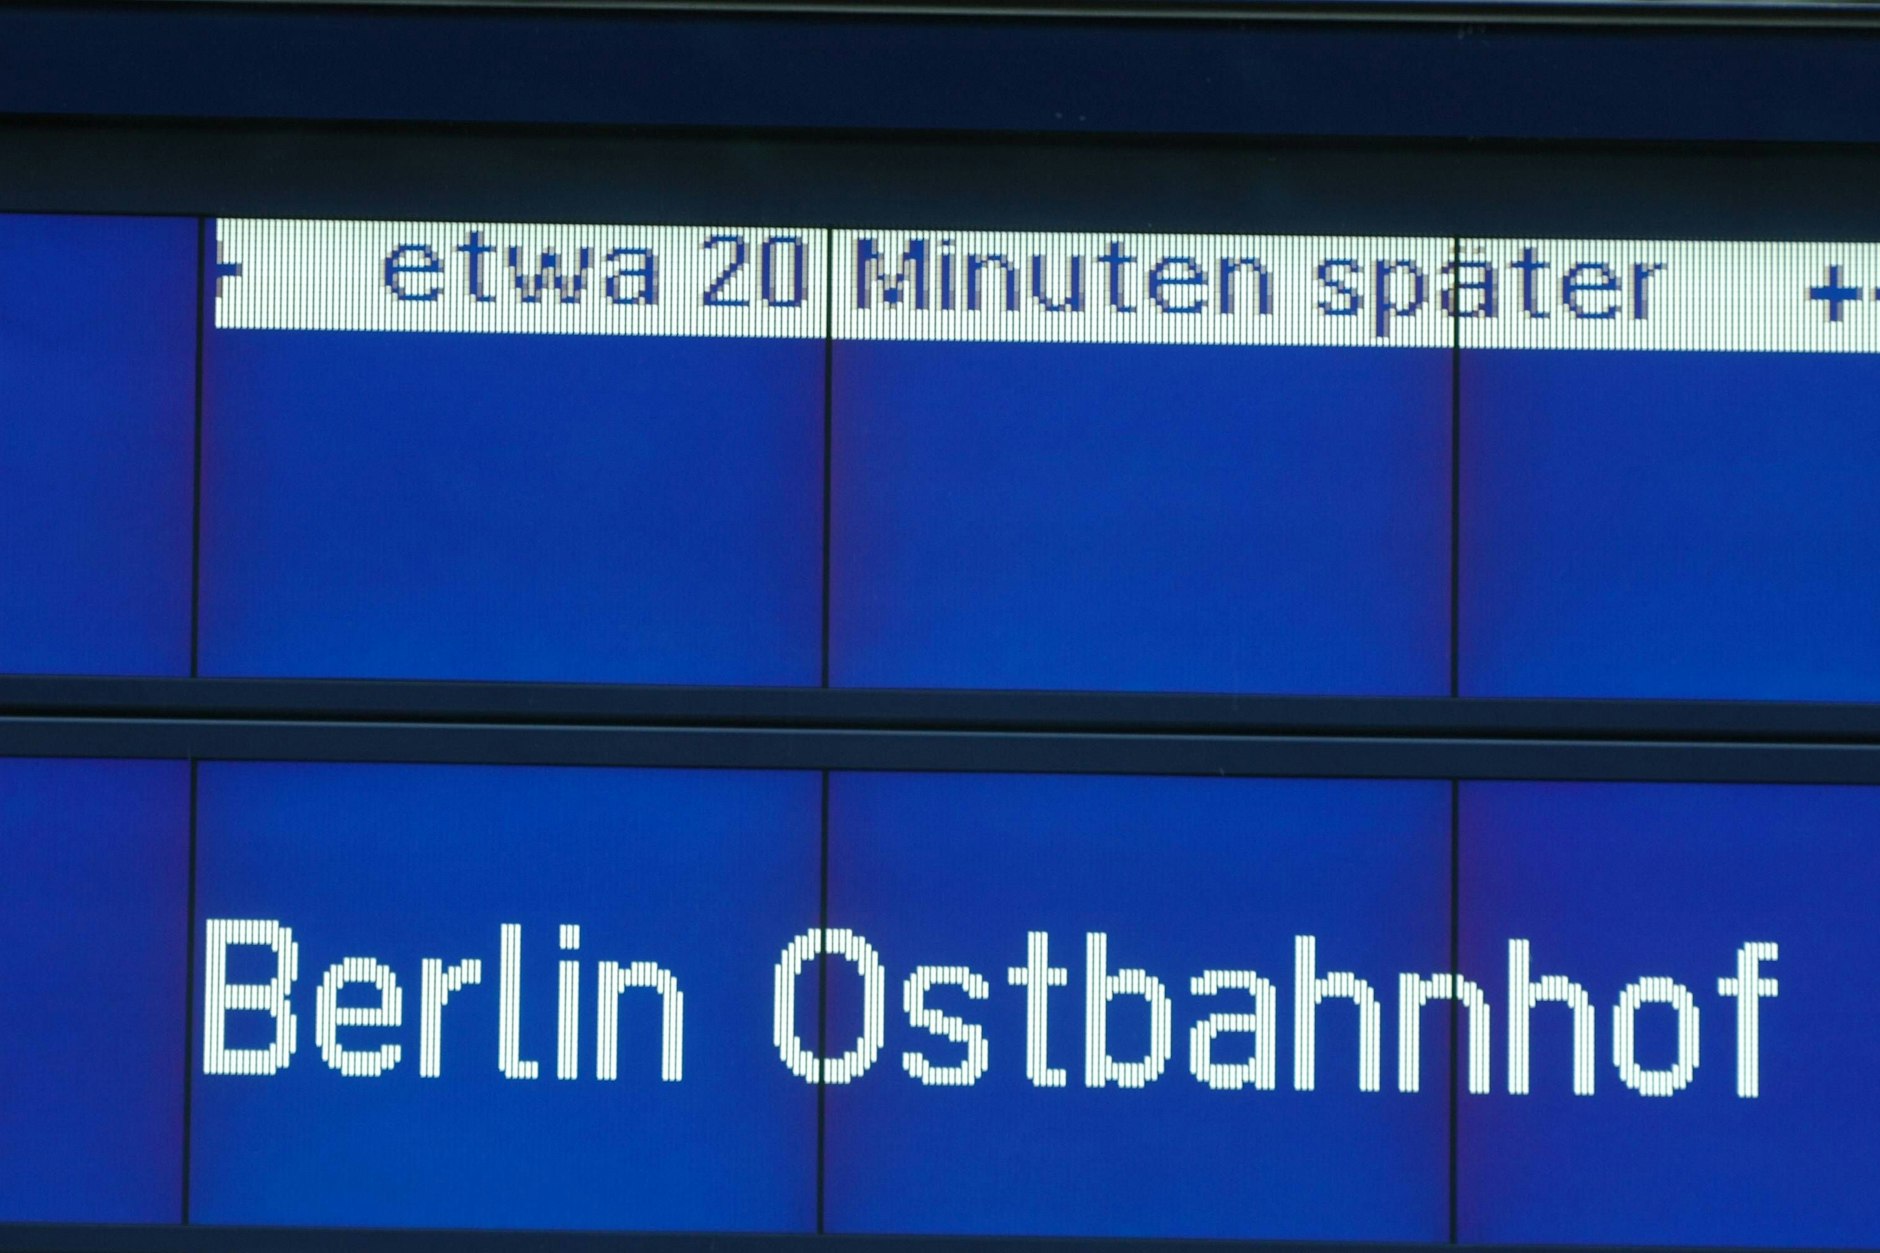 + etwa 20 Minuten später ++
Berlin Ostbahnhof